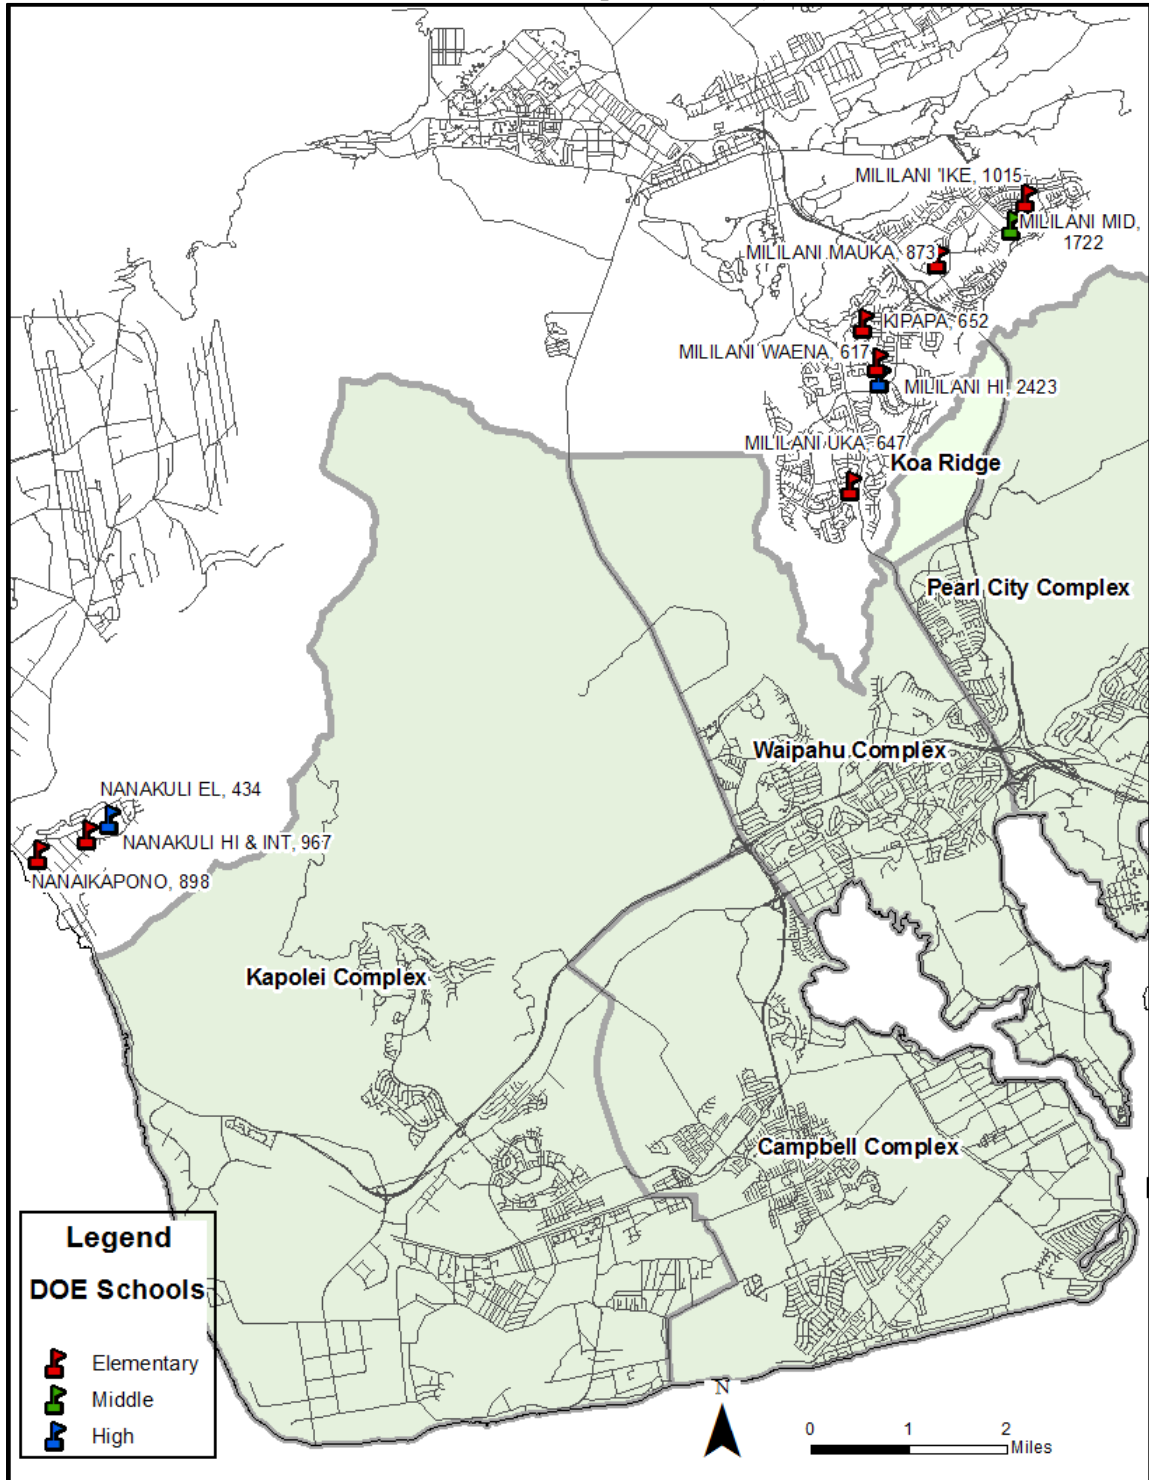 MILILANI 'IKE, 1015
MILILANI MID,
1722
MILILANI MAUKA, 873
KIPAPA, 652
MILILANI WAENA, 617
MILILANI HI, 2423
MILILANI UKA, 647
Koa Ridge
Pearl City Complex
Waipahu Complex
NANAKULI EL, 434
NANAKULI HI & INT, 967
NANAIKAPONO, 898
Kapolei Complex
Campbell Complex
Legend
DOE Schools
Elementary
Middle
High
N
0 1 2
Miles